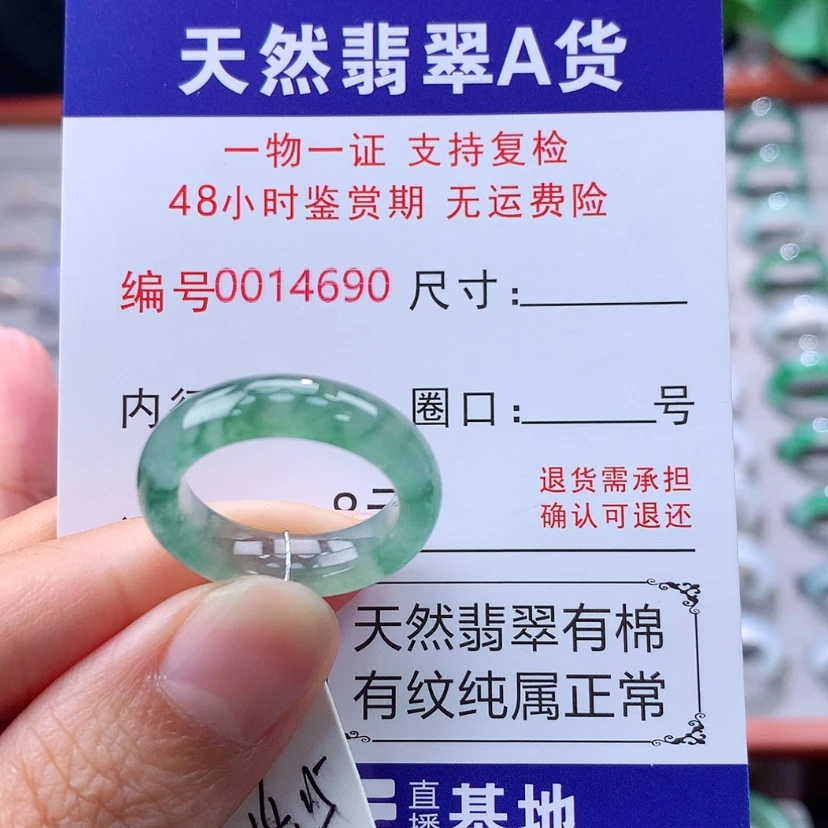 天然翡翠A货
一物一证 支持复检
48小时鉴赏期 无运费险
编号0014690 尺寸:
内 圈口: 号
退货需承担
确认可退还
天然翡翠有棉
有纹纯属正常
直播
基地